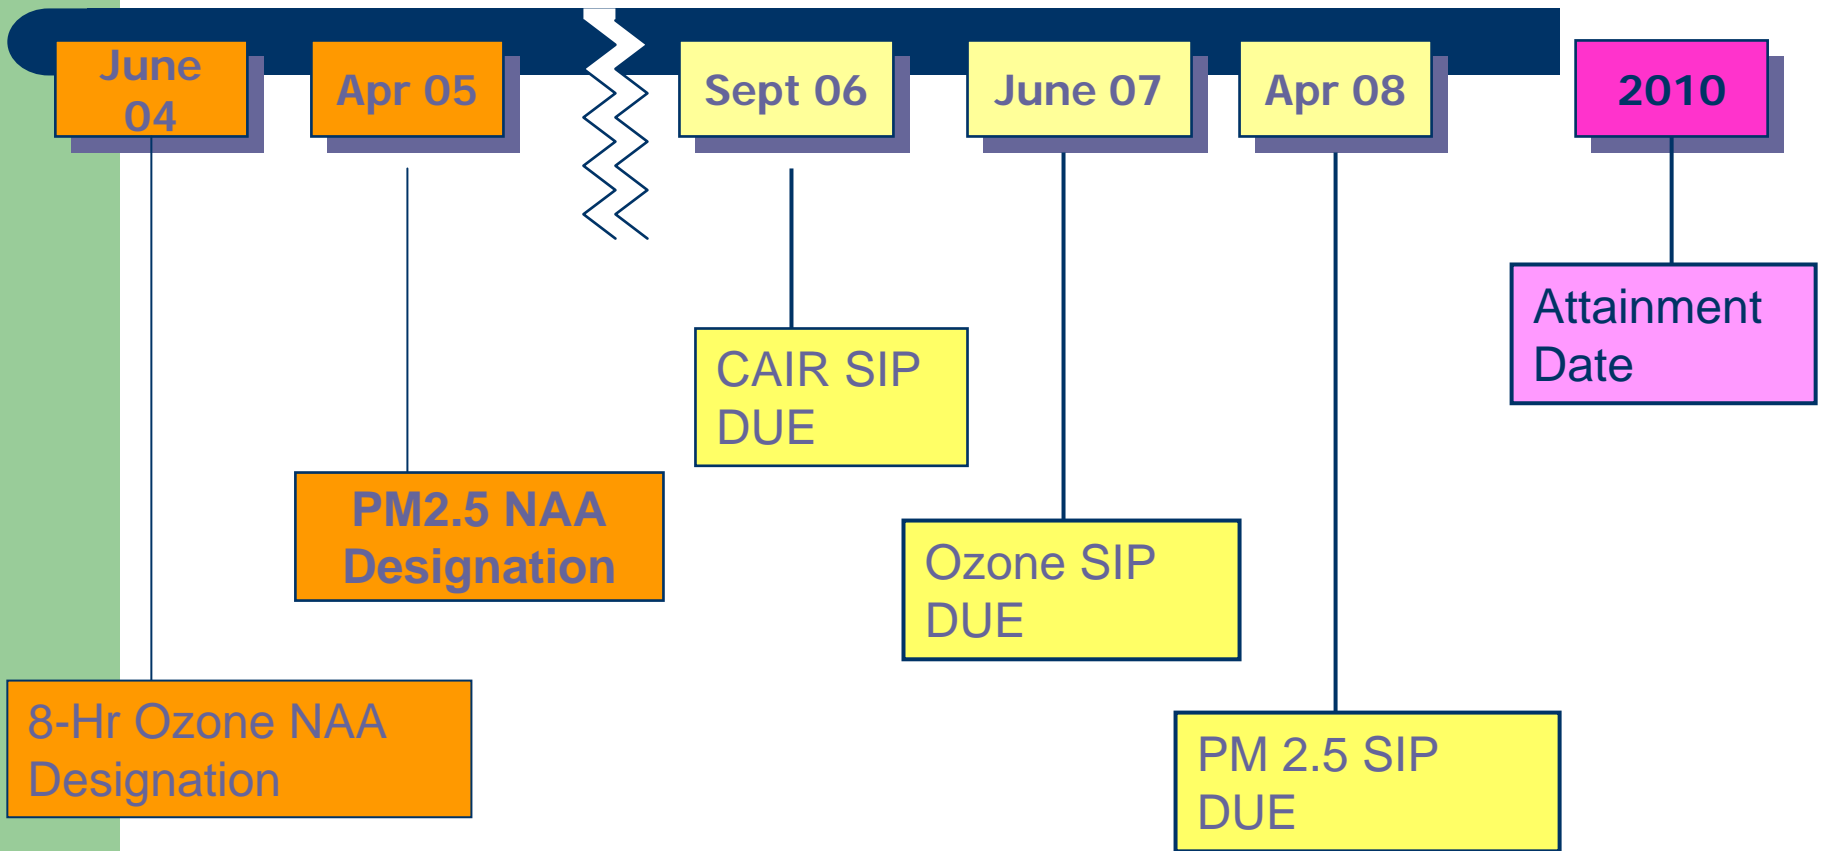 June
04
Apr 05
Sept 06
June 07
Apr 08
2010
Attainment
Date
CAIR SIP
DUE
PM2.5 NAA
Designation
Ozone SIP
DUE
8-Hr Ozone NAA
Designation
PM 2.5 SIP
DUE